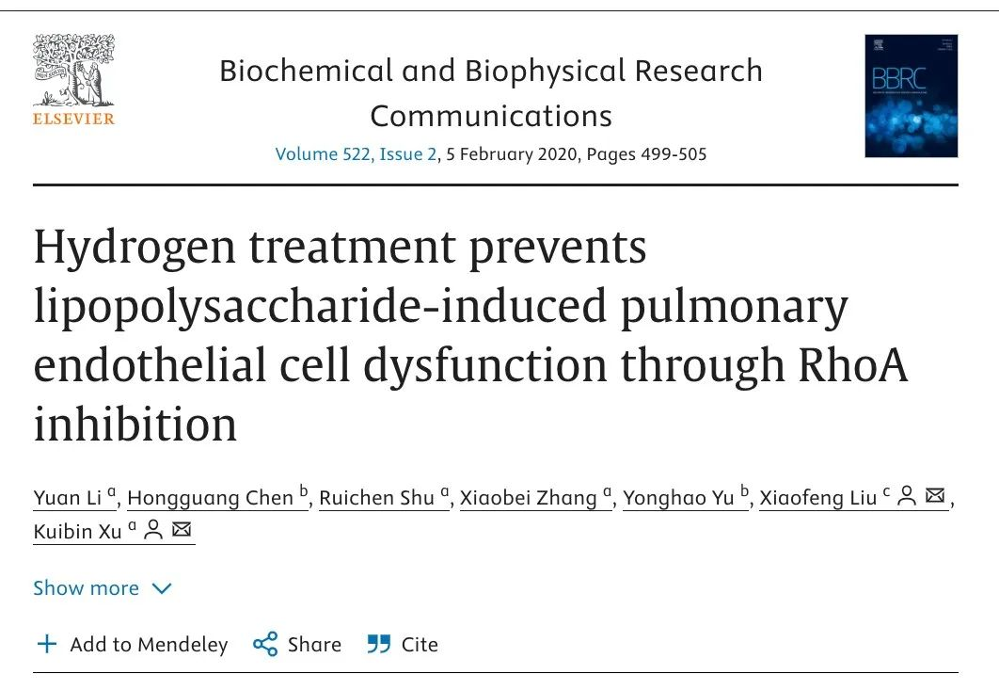 ELSEVIER
Biochemical and Biophysical Research
Communications
Volume 522, Issue 2, 5 February 2020, Pages 499-505
BBRC
Hydrogen treatment prevents
lipopolysaccharide-induced pulmonary
endothelial cell dysfunction through RhoA
inhibition
Yuan Li a, Hongguang Chen b, Ruichen Shu a, Xiaobei Zhang a, Yonghao Yu b, Xiaofeng Liu c,
Kuibin Xu a
Show more
Add to Mendeley Share Cite